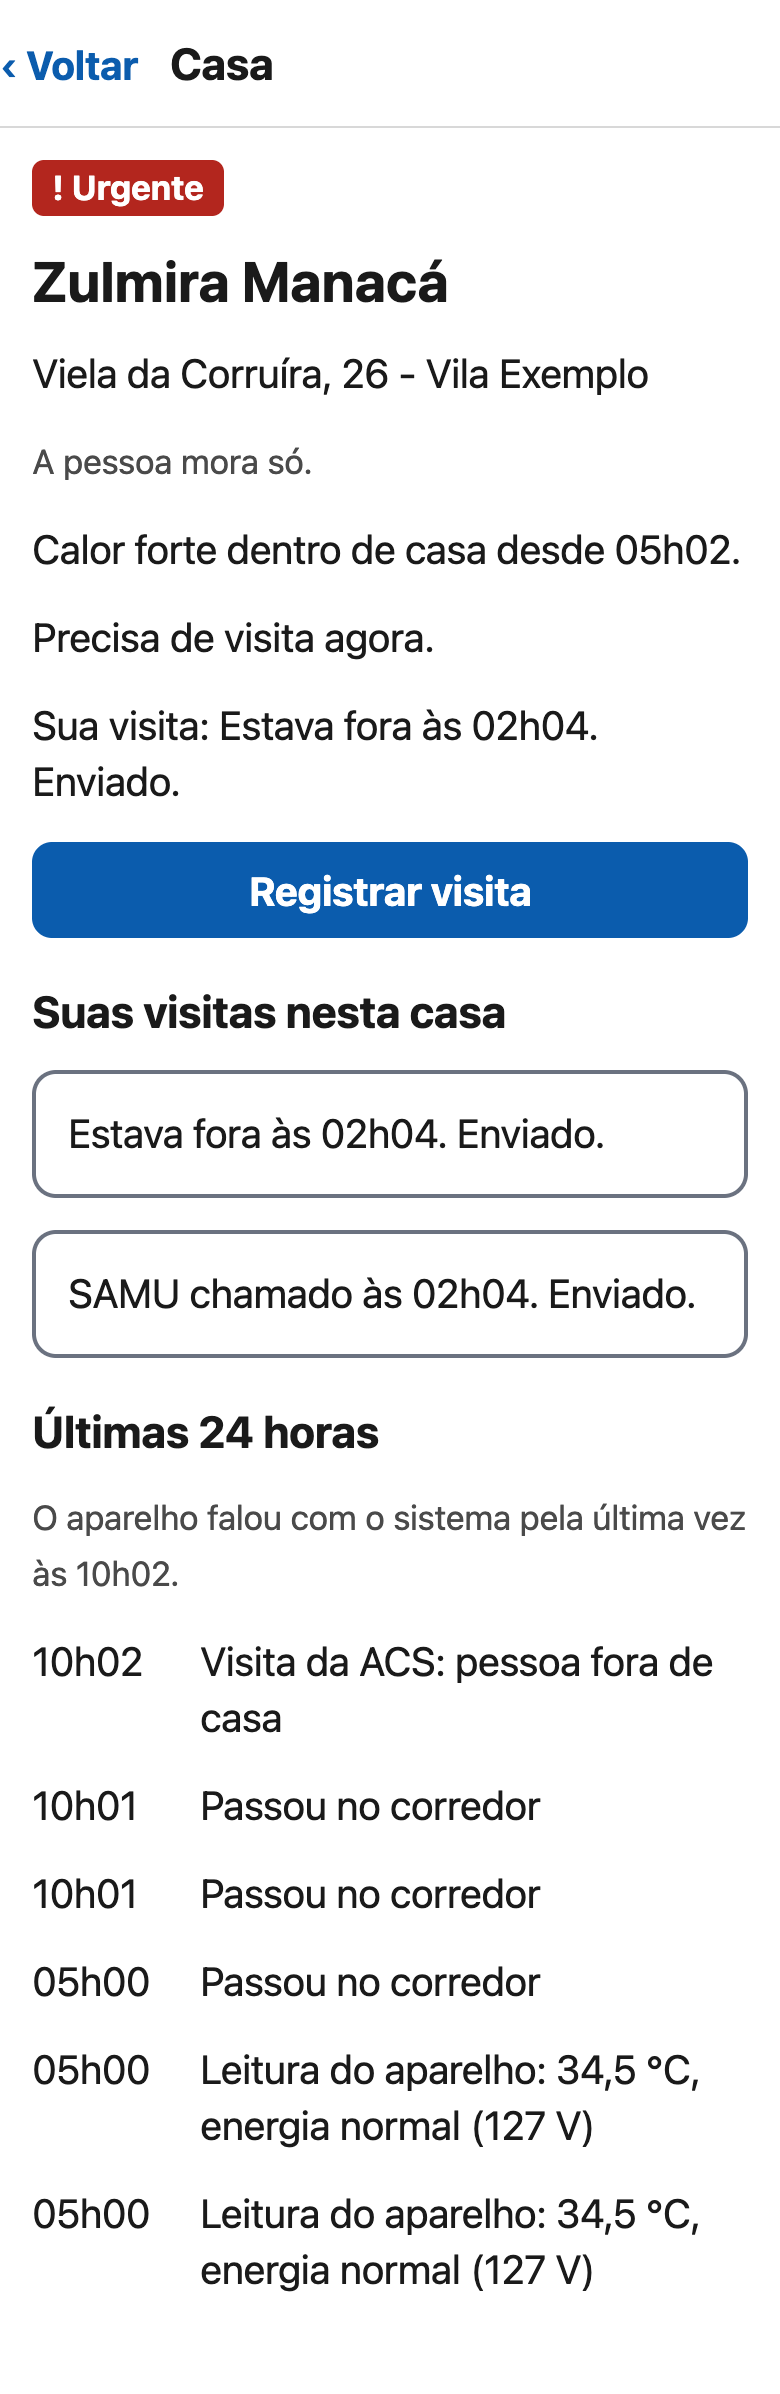 ‹ Voltar Casa
! Urgente
Zulmira Manacá
Viela da Corruíra, 26 - Vila Exemplo
A pessoa mora só.
Calor forte dentro de casa desde 05h02.
Precisa de visita agora.
Sua visita: Estava fora às 02h04.
Enviado.
Registrar visita
Suas visitas nesta casa
Estava fora às 02h04. Enviado.
SAMU chamado às 02h04. Enviado.
Últimas 24 horas
O aparelho falou com o sistema pela última vez
às 10h02.
10h02 Visita da ACS: pessoa fora de
casa
10h01 Passou no corredor
10h01 Passou no corredor
05h00 Passou no corredor
05h00 Leitura do aparelho: 34,5 °C,
energia normal (127 V)
05h00 Leitura do aparelho: 34,5 °C,
energia normal (127 V)